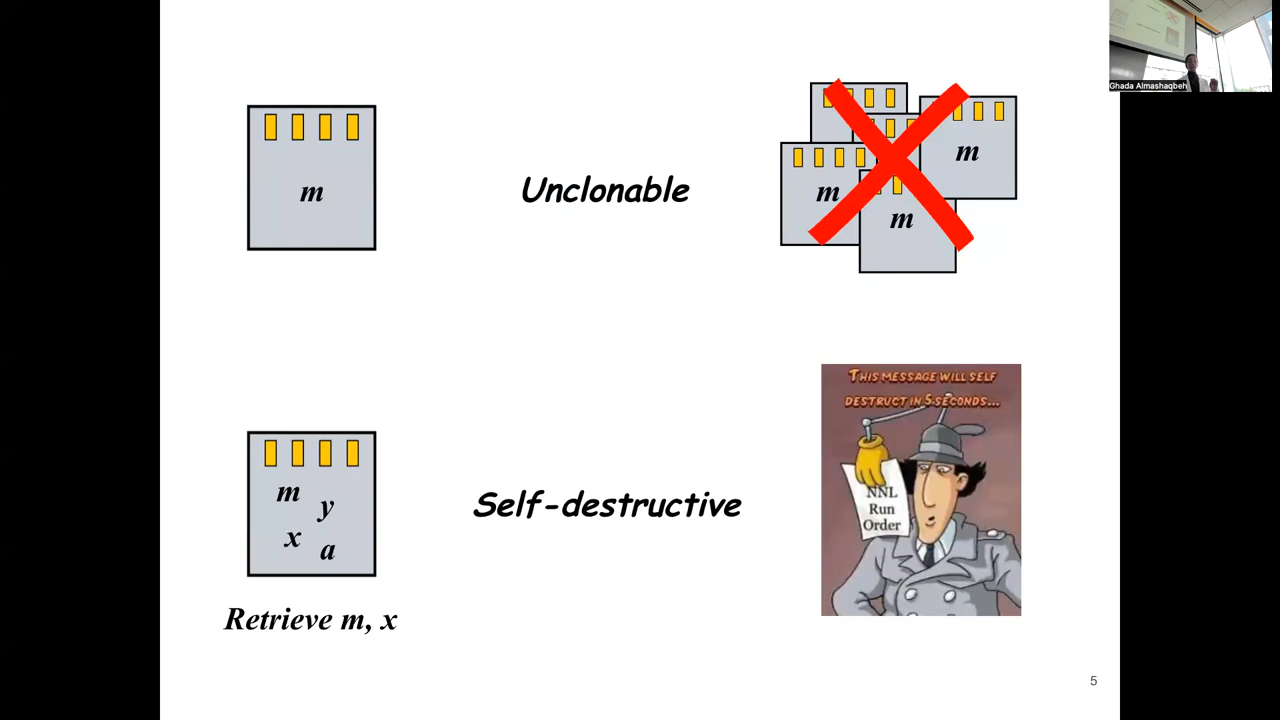 Ghada Almashaqbeh
m
Unclonable
m
m
m
THIS MESSAGE WILL SELF
DESTRUCT IN 5 SECONDS...
NNL
Run
Order
m
y
x
a
Self-destructive
Retrieve m, x
5